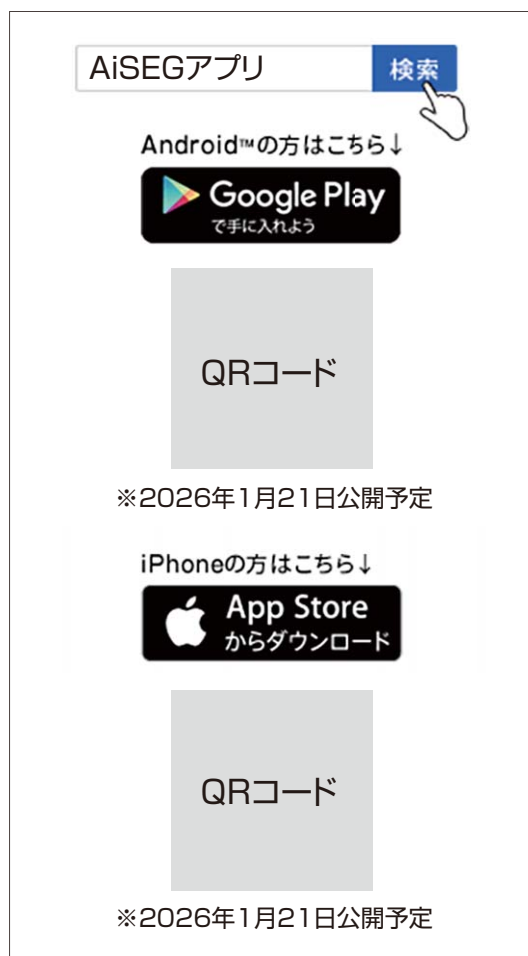 AiSEGアプリ
検索
Android™の方はこちら↓
Google Play
で手に入れよう
QRコード
※2026年1月21日公開予定
iPhoneの方はこちら↓
App Store
からダウンロード
QRコード
※2026年1月21日公開予定